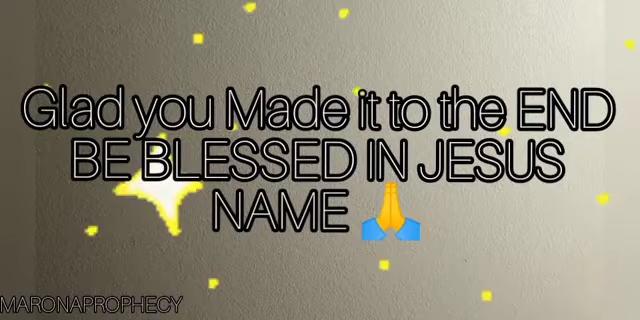 Glad you Made it to the END
BE BLESSED IN JESUS
NAME 🙏
MARONAPROPHECY